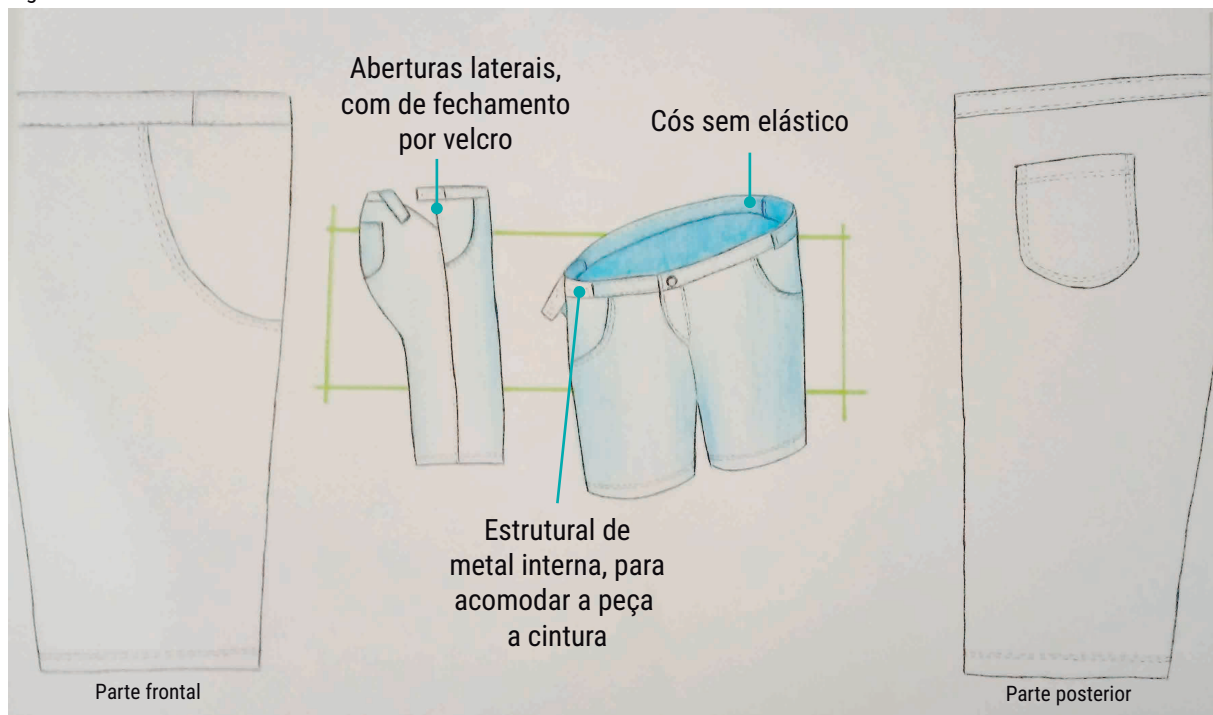 Aberturas laterais,
com de fechamento
por velcro
Cós sem elástico
Estrutural de
metal interna, para
acomodar a peça
a cintura
Parte frontal
Parte posterior